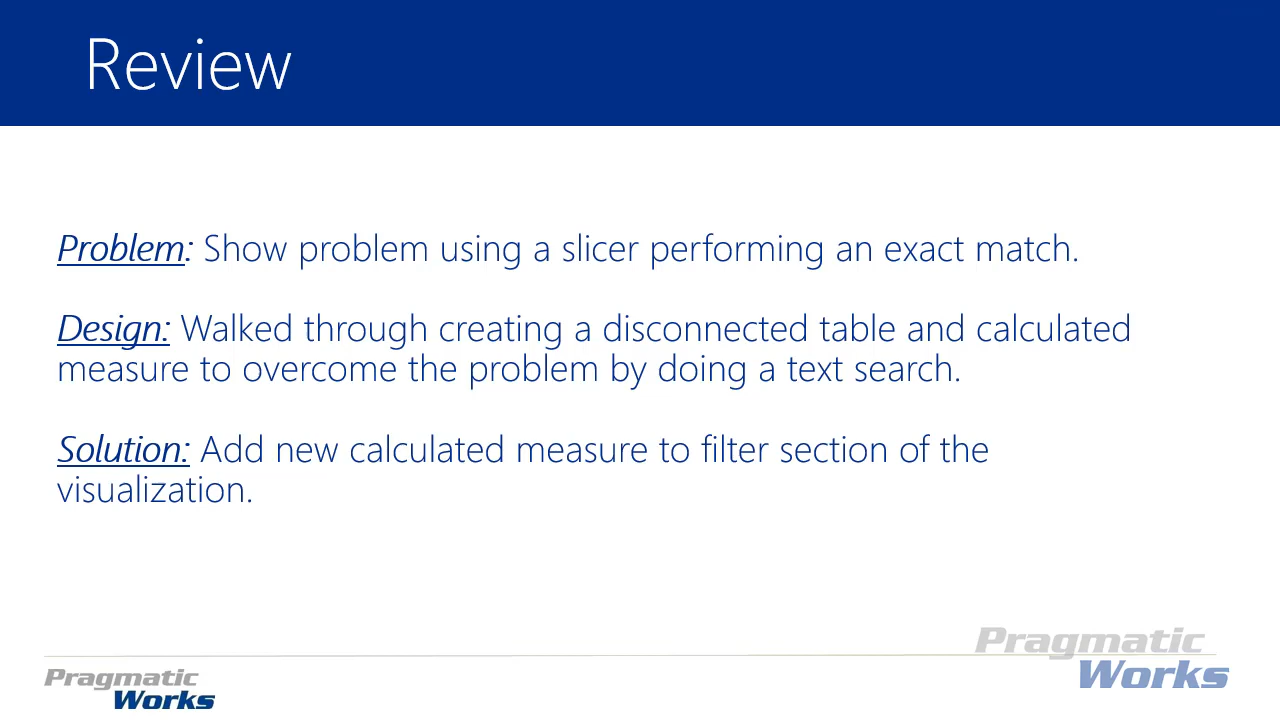 Review
Problem: Show problem using a slicer performing an exact match.
Design: Walked through creating a disconnected table and calculated
measure to overcome the problem by doing a text search.
Solution: Add new calculated measure to filter section of the
visualization.
Pragmatic
Works
Pragmatic
Works